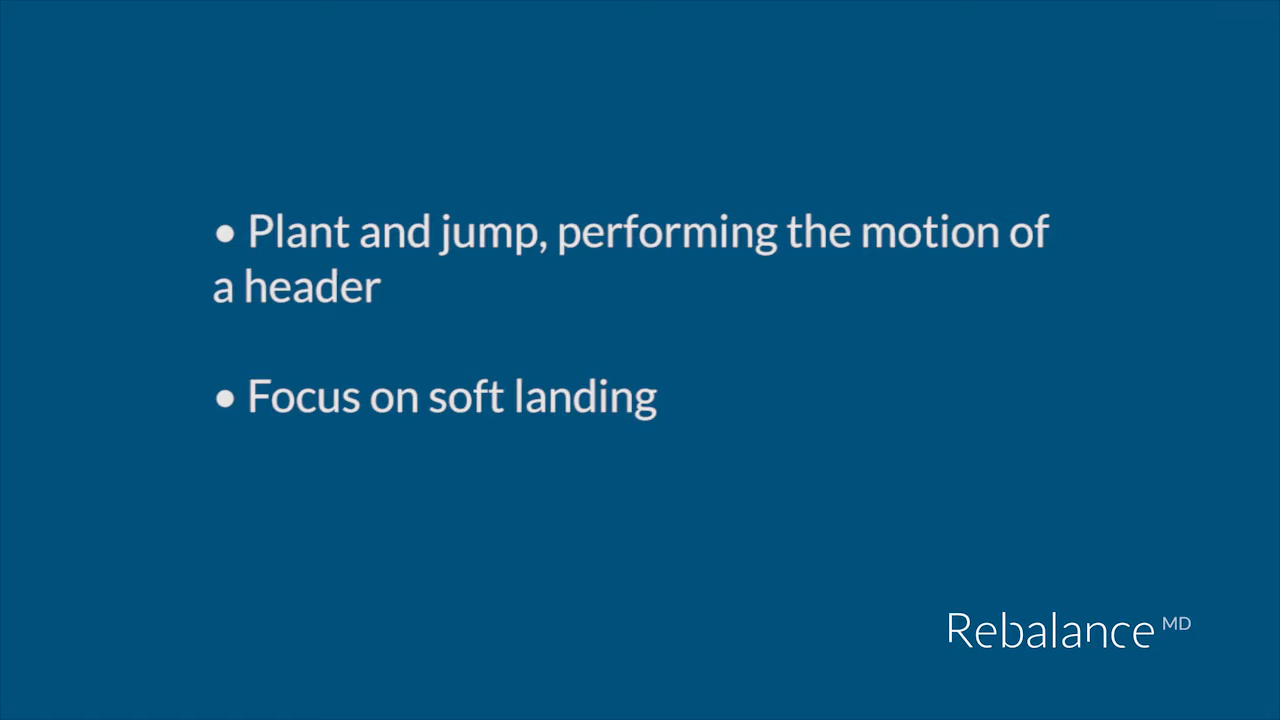 • Plant and jump, performing the motion of
a header
• Focus on soft landing
Rebalance MD